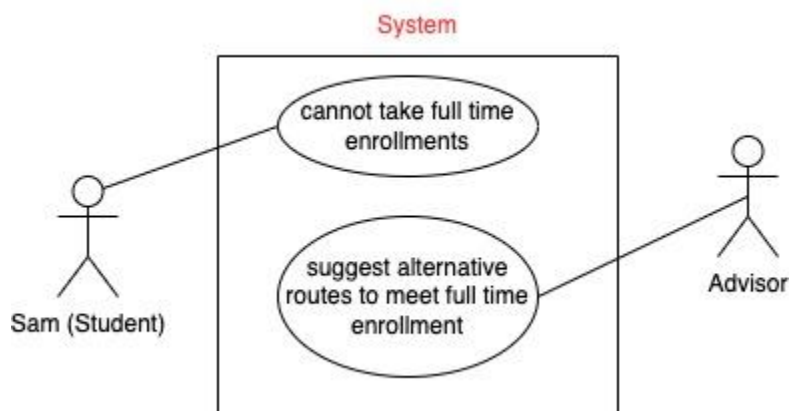 System
cannot take full time
enrollments
suggest alternative
routes to meet full time
enrollment
Sam (Student)
Advisor